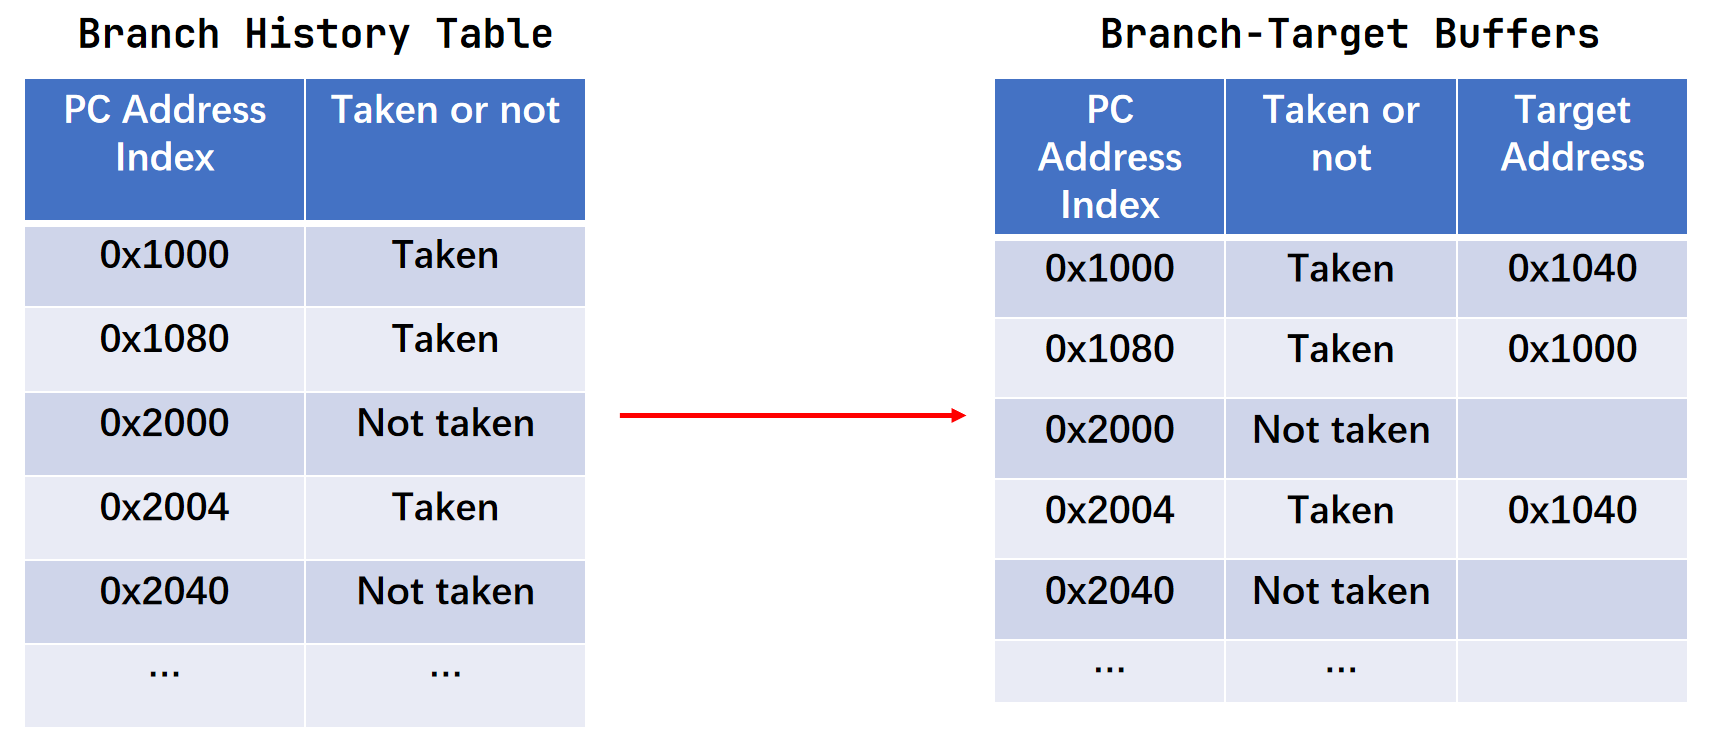 Branch History Table
PC Address
Index
Taken or not
0x1000
Taken
0x1080
Taken
0x2000
Not taken
0x2004
Taken
0x2040
Not taken
...
...
Branch-Target Buffers
PC
Address
Index
Taken or
not
Target
Address
0x1000
Taken
0x1040
0x1080
Taken
0x1000
0x2000
Not taken
0x2004
Taken
0x1040
0x2040
Not taken
...
...